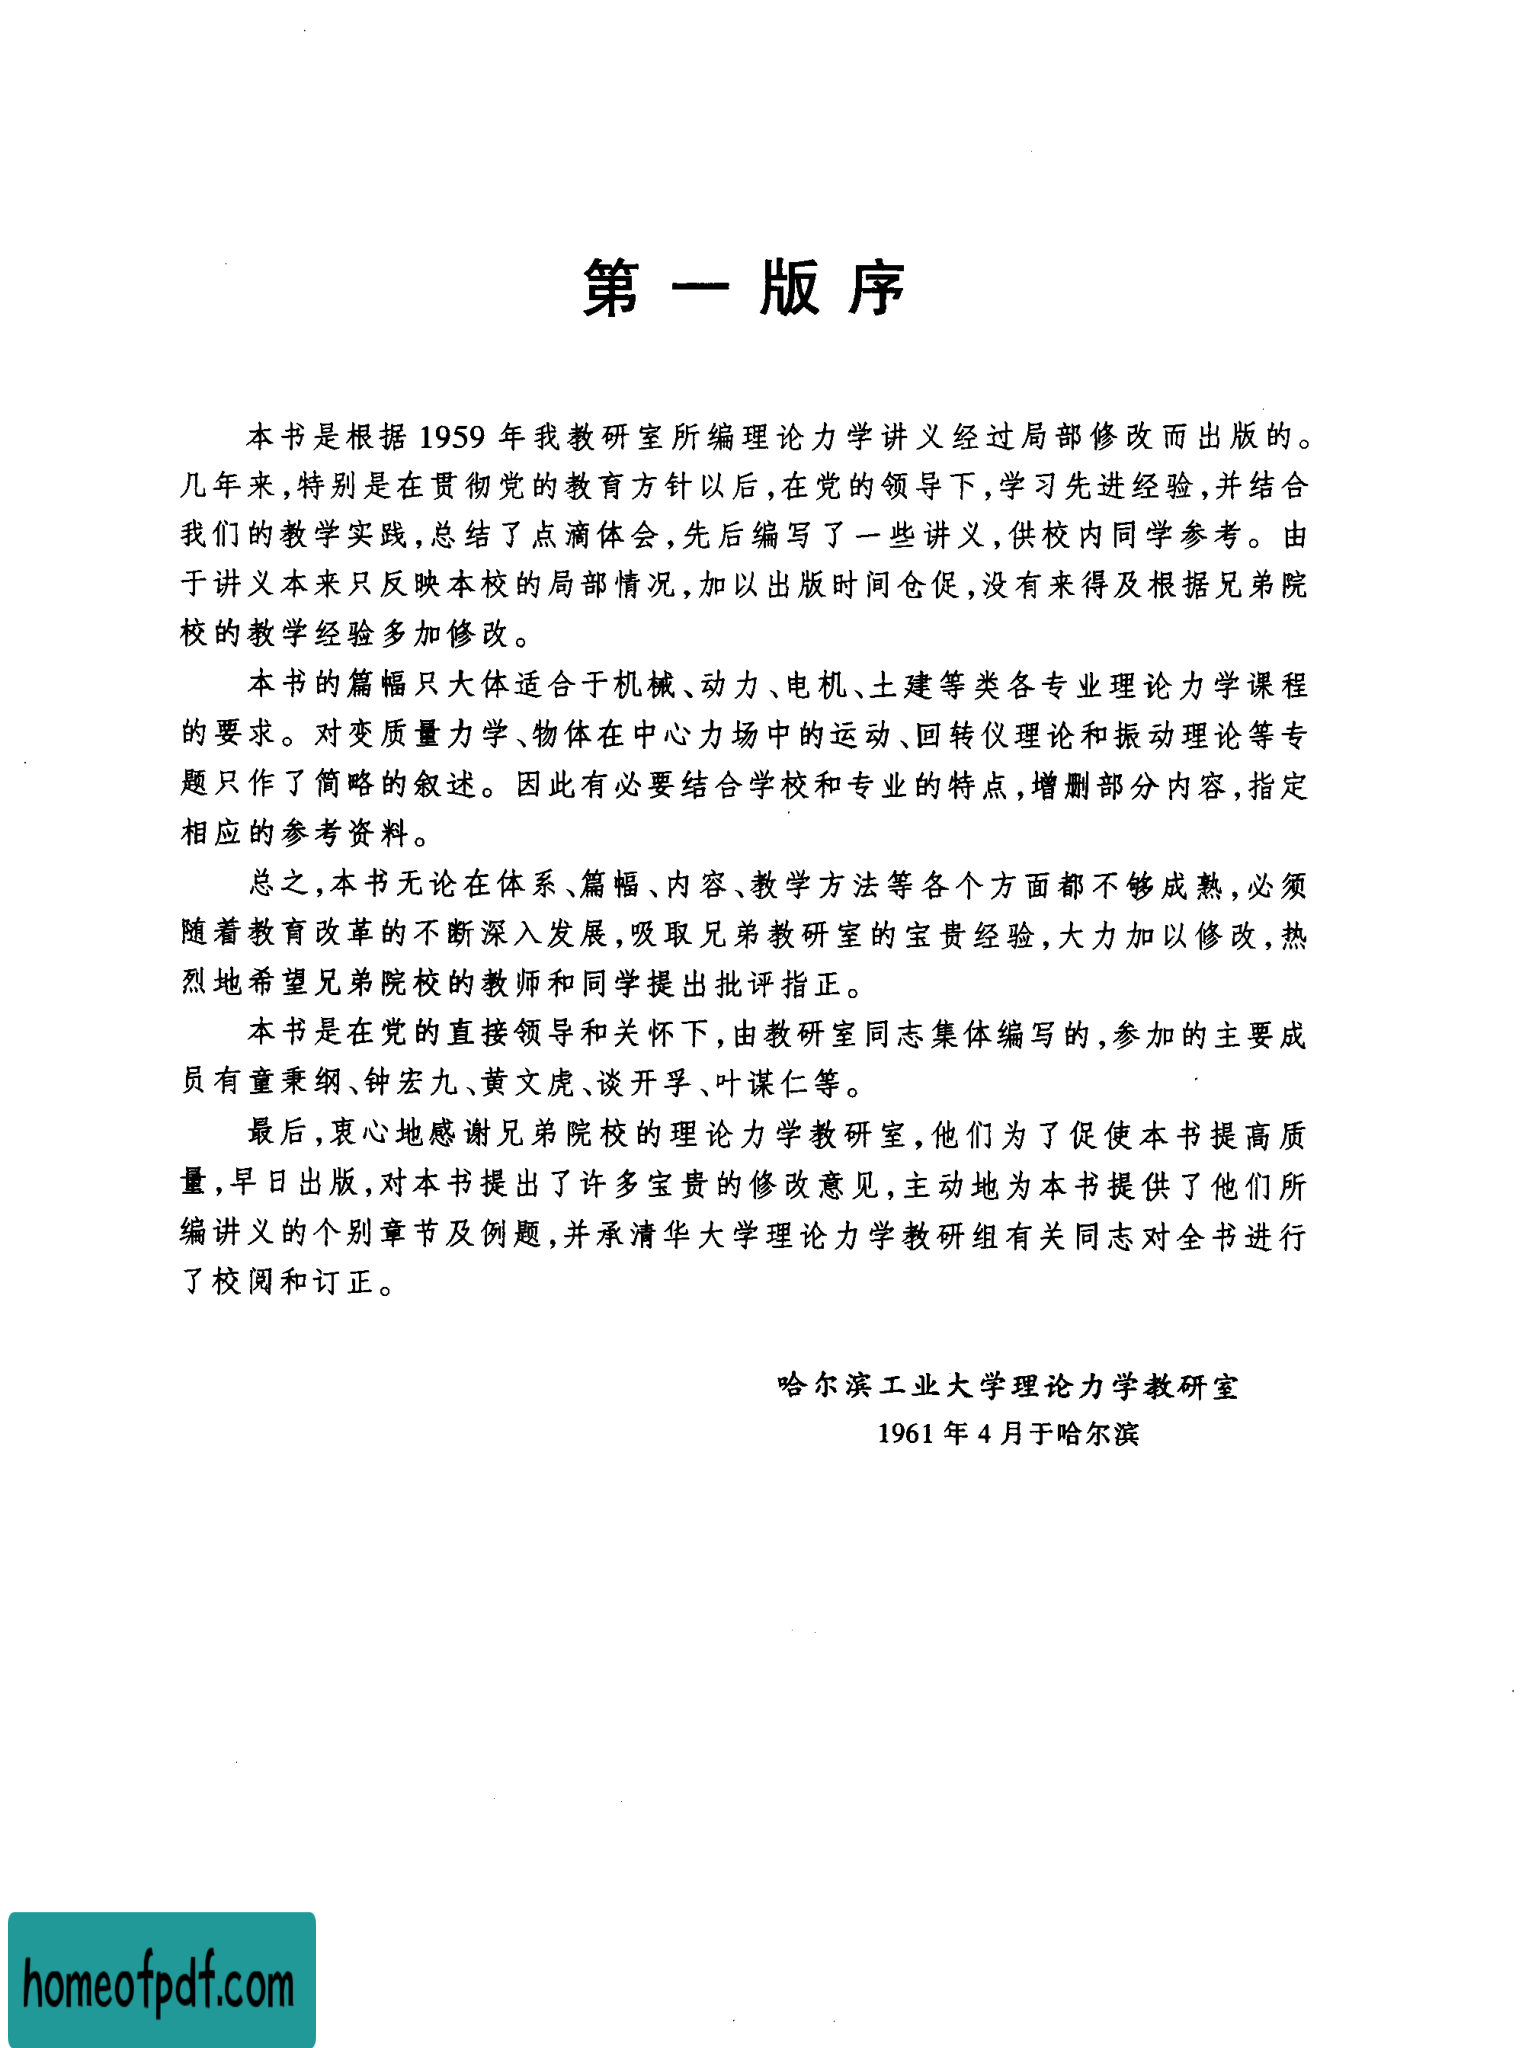 第一版序
本书是根据1959年我教研室所编理论力学讲义经过局部修改而出版的。
几年来,特别是在贯彻党的教育方针以后,在党的领导下,学习先进经验,并结合
我们的教学实践,总结了点滴体会,先后编写了一些讲义,供校内同学参考。由
于讲义本来只反映本校的局部情况,加以出版时间仓促,没有来得及根据兄弟院
校的教学经验多加修改。
本书的篇幅只大体适合于机械、动力、电机、土建等类各专业理论力学课程
的要求。对变质量力学、物体在中心力场中的运动、回转仪理论和振动理论等专
题只作了简略的叙述。因此有必要结合学校和专业的特点,增删部分内容,指定
相应的参考资料。
总之,本书无论在体系、篇幅、内容、教学方法等各个方面都不够成熟,必须
随着教育改革的不断深入发展,吸取兄弟教研室的宝贵经验,大力加以修改,热
烈地希望兄弟院校的教师和同学提出批评指正。
本书是在党的直接领导和关怀下,由教研室同志集体编写的,参加的主要成
员有童秉纲、钟宏九、黄文虎、谈开孚、叶谋仁等。
最后,衷心地感谢兄弟院校的理论力学教研室,他们为了促使本书提高质
量,早日出版,对本书提出了许多宝贵的修改意见,主动地为本书提供了他们所
编讲义的个别章节及例题,并承清华大学理论力学教研组有关同志对全书进行
了校阅和订正。
哈尔滨工业大学理论力学教研室
1961年4月于哈尔滨
homeofpdf.com